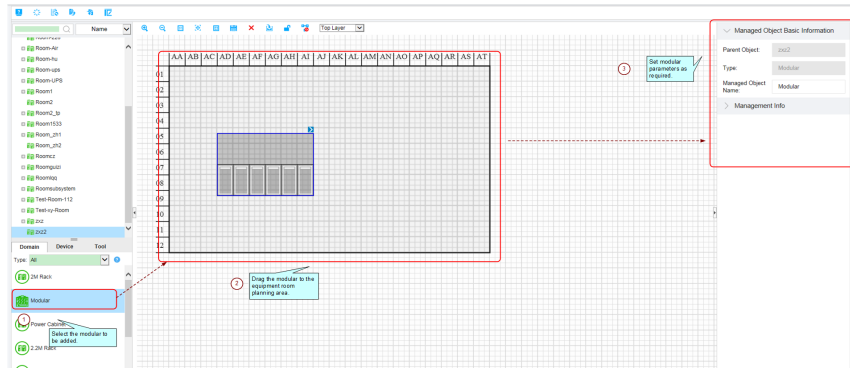 Name
Top Layer
Room-Air
Room-hu
Room-ups
Room-UPS
Room1
Room2
Room2_tp
Room1533
Room_zh1
Room_zh2
Roomcz
Roomguizi
Roomlqq
Roomsubsystem
Test-Room-112
Test-xy-Room
zxz
zxz2
Domain Device Tool
Type: All
2M Rack
Modular
1
Power Cabinet
Select the modular to
be added.
2.2M Rack
AA AB AC AD AE AF AG AH AI AJ AK AL AM AN AO AP AQ AR AS AT
01
02
03
04
05
06
07
08
09
10
11
12
2
Drag the modular to the
equipment room
planning area.
3
Set modular
parameters as
required.
Managed Object Basic Information
Parent Object: zxz2
Type: Modular
Managed Object
Name: Modular
Management Info